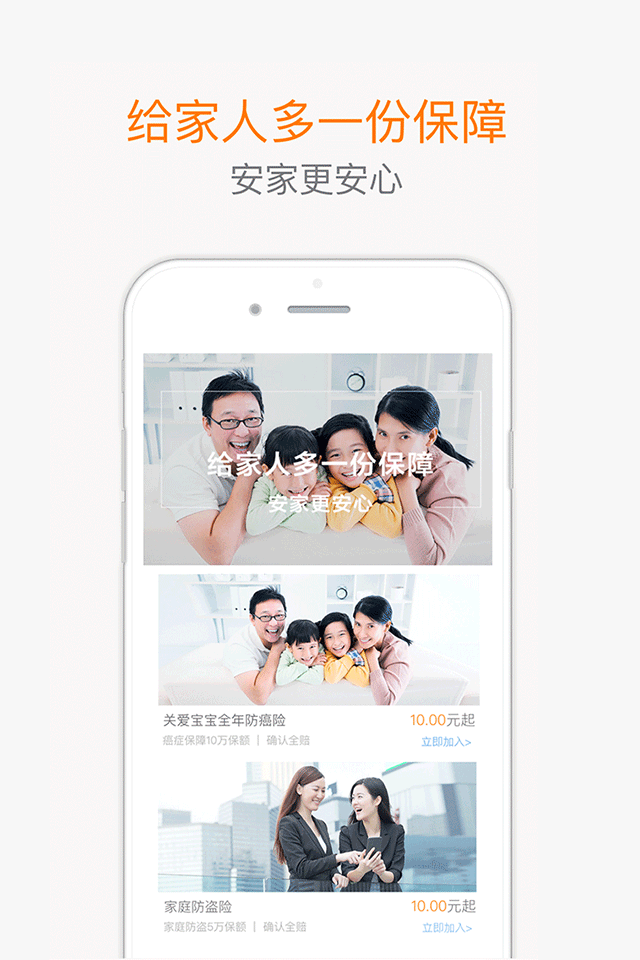 给家人多一份保障
安家更安心
给家人多一份保障
安家更安心
关爱宝宝全年防癌险 10.00元起
癌症保障10万保额 | 确认全赔 立即加入>
家庭防盗险 10.00元起
家庭防盗5万保额 | 确认全赔 立即加入>